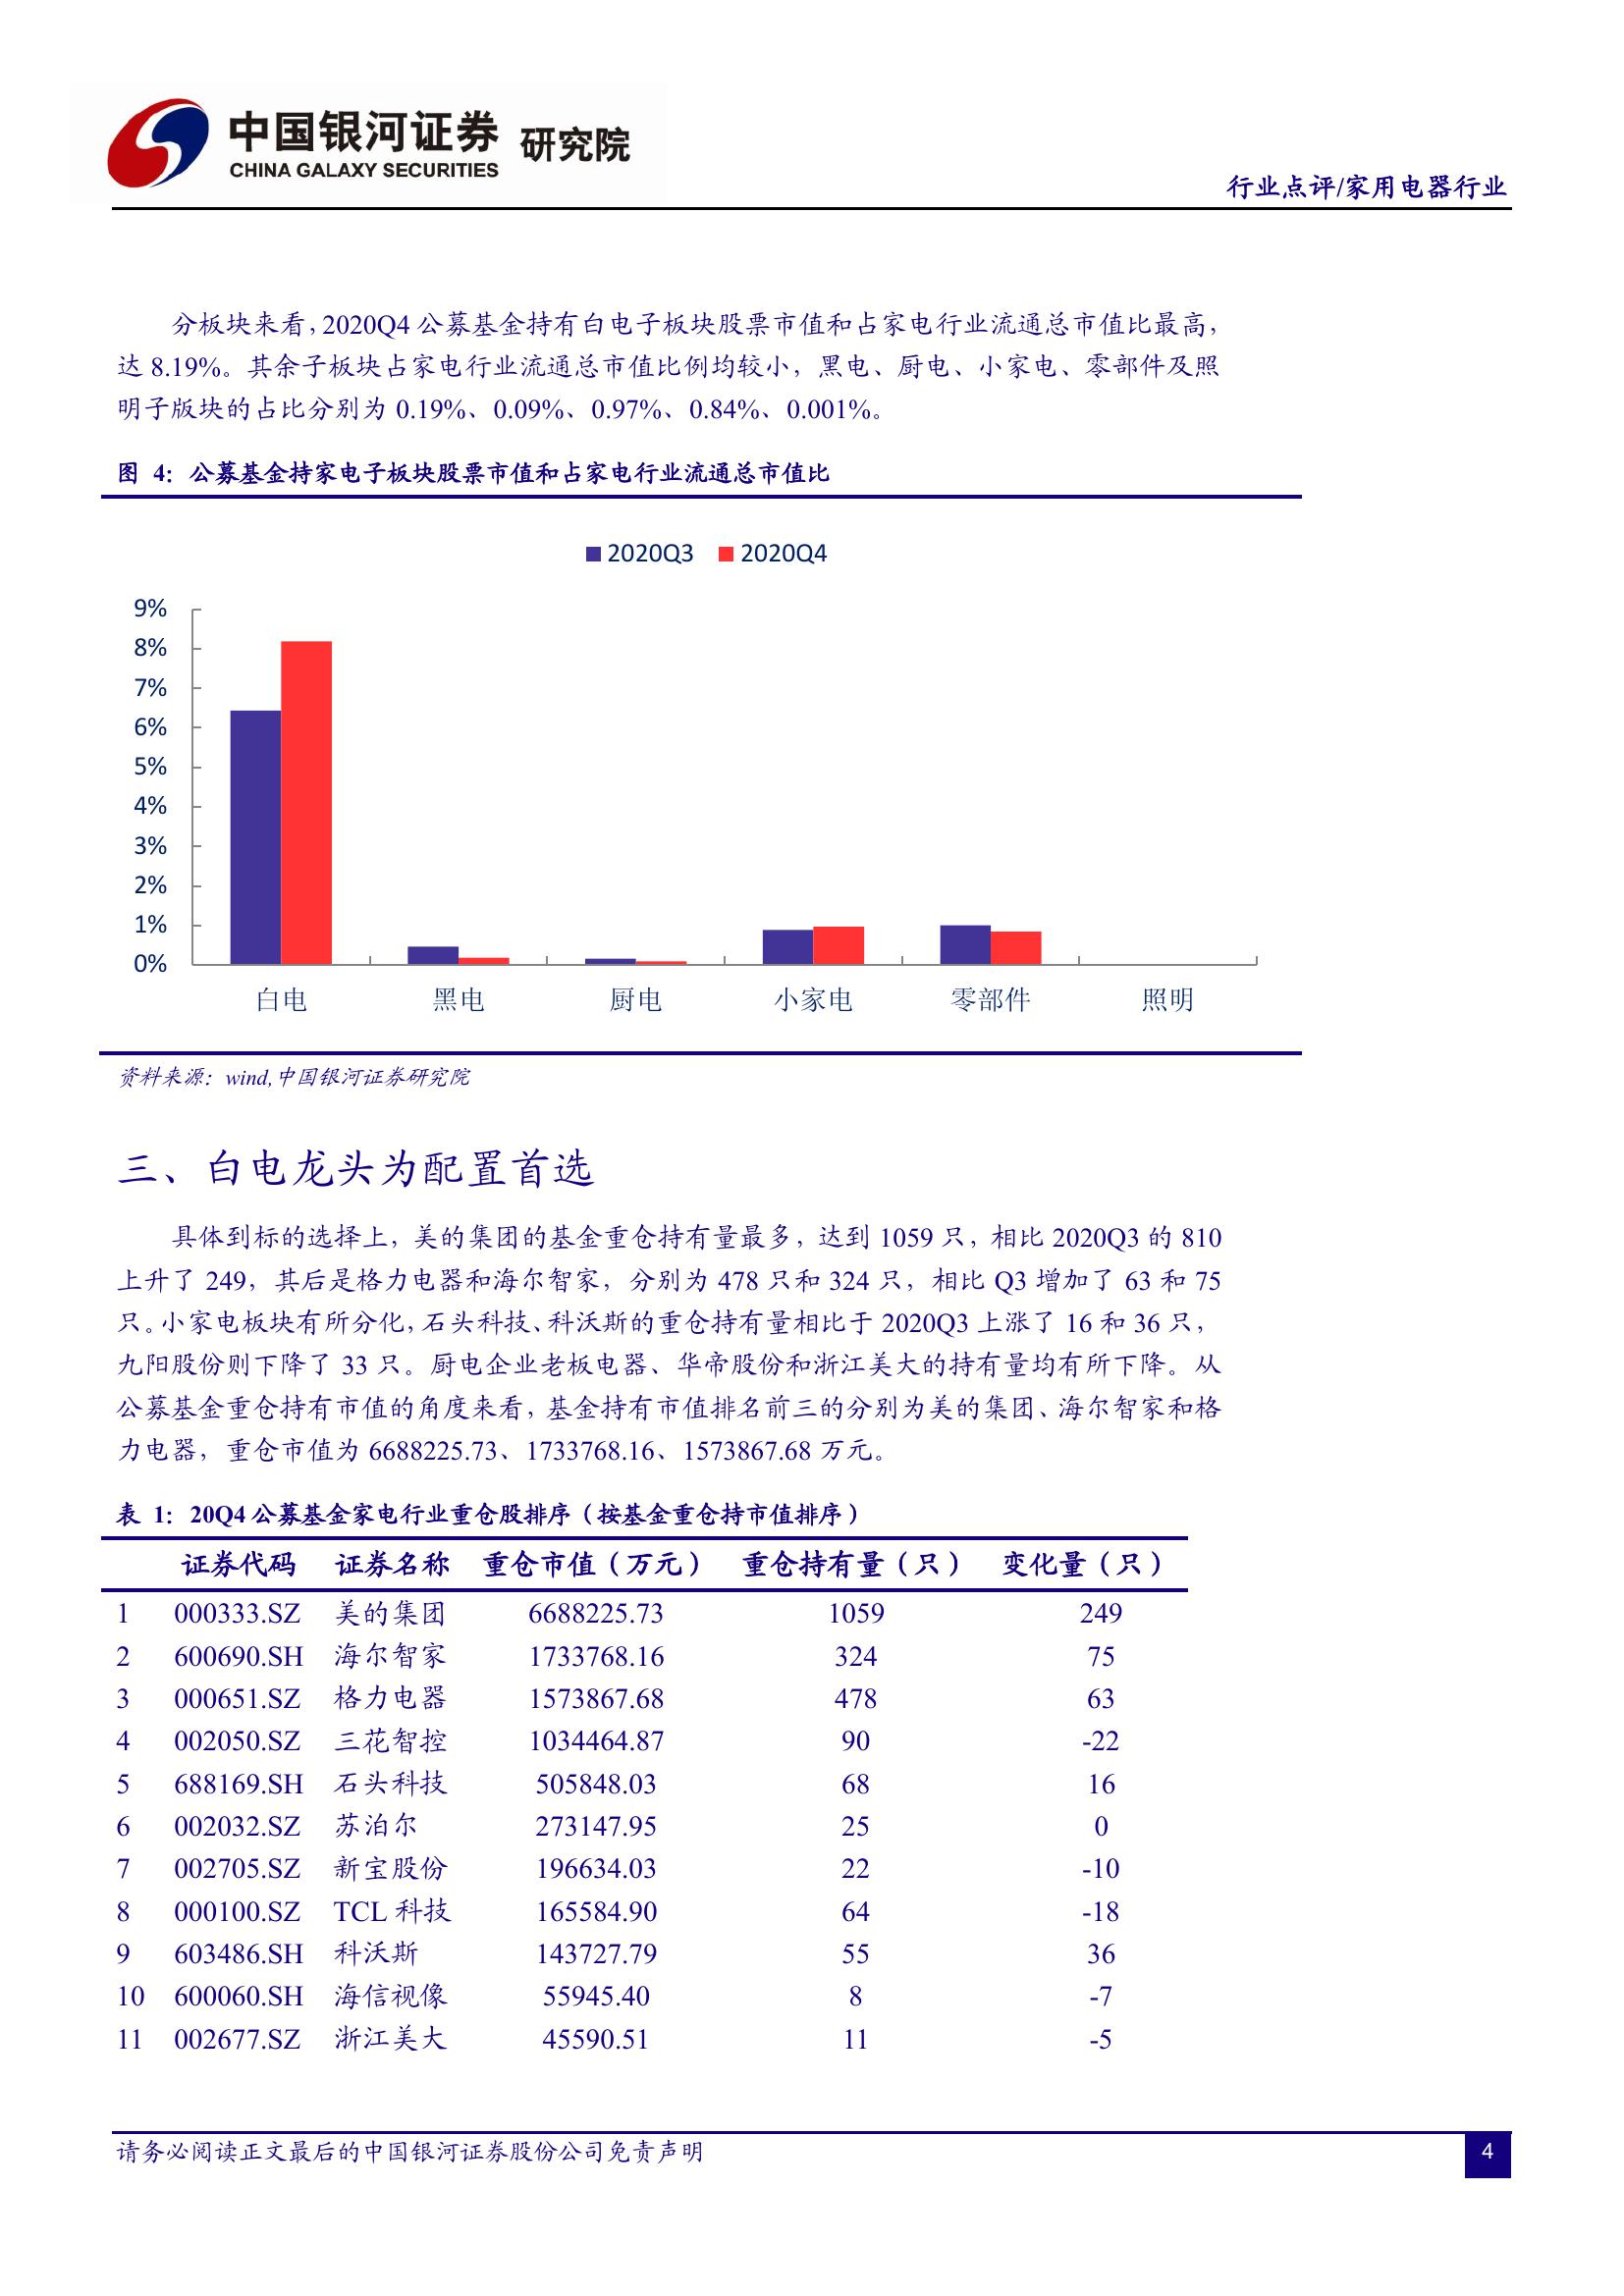 中国银河证券 研究院
CHINA GALAXY SECURITIES
行业点评/家用电器行业
分板块来看，2020Q4 公募基金持有白电子板块股票市值和占家电行业流通总市值比最高，
达 8.19%。其余子板块占家电行业流通总市值比例均较小，黑电、厨电、小家电、零部件及照
明子版块的占比分别为 0.19%、0.09%、0.97%、0.84%、0.001%。
图 4：公募基金持家电子板块股票市值和占家电行业流通总市值比
2020Q3 2020Q4
9%
8%
7%
6%
5%
4%
3%
2%
1%
0%
白电 黑电 厨电 小家电 零部件 照明
资料来源：wind,中国银河证券研究院
三、白电龙头为配置首选
具体到标的选择上，美的集团的基金重仓持有量最多，达到 1059 只，相比 2020Q3 的 810
上升了 249，其后是格力电器和海尔智家，分别为 478 只和 324 只，相比 Q3 增加了 63 和 75
只。小家电板块有所分化，石头科技、科沃斯的重仓持有量相比于 2020Q3 上涨了 16 和 36 只，
九阳股份则下降了 33 只。厨电企业老板电器、华帝股份和浙江美大的持有量均有所下降。从
公募基金重仓持有市值的角度来看，基金持有市值排名前三的分别为美的集团、海尔智家和格
力电器，重仓市值为 6688225.73、1733768.16、1573867.68 万元。
表 1：20Q4 公募基金家电行业重仓股排序（按基金重仓持市值排序）
证券代码 证券名称 重仓市值（万元） 重仓持有量（只） 变化量（只）
1 000333.SZ 美的集团 6688225.73 1059 249
2 600690.SH 海尔智家 1733768.16 324 75
3 000651.SZ 格力电器 1573867.68 478 63
4 002050.SZ 三花智控 1034464.87 90 -22
5 688169.SH 石头科技 505848.03 68 16
6 002032.SZ 苏泊尔 273147.95 25 0
7 002705.SZ 新宝股份 196634.03 22 -10
8 000100.SZ TCL 科技 165584.90 64 -18
9 603486.SH 科沃斯 143727.79 55 36
10 600060.SH 海信视像 55945.40 8 -7
11 002677.SZ 浙江美大 45590.51 11 -5
请务必阅读正文最后的中国银河证券股份公司免责声明
4